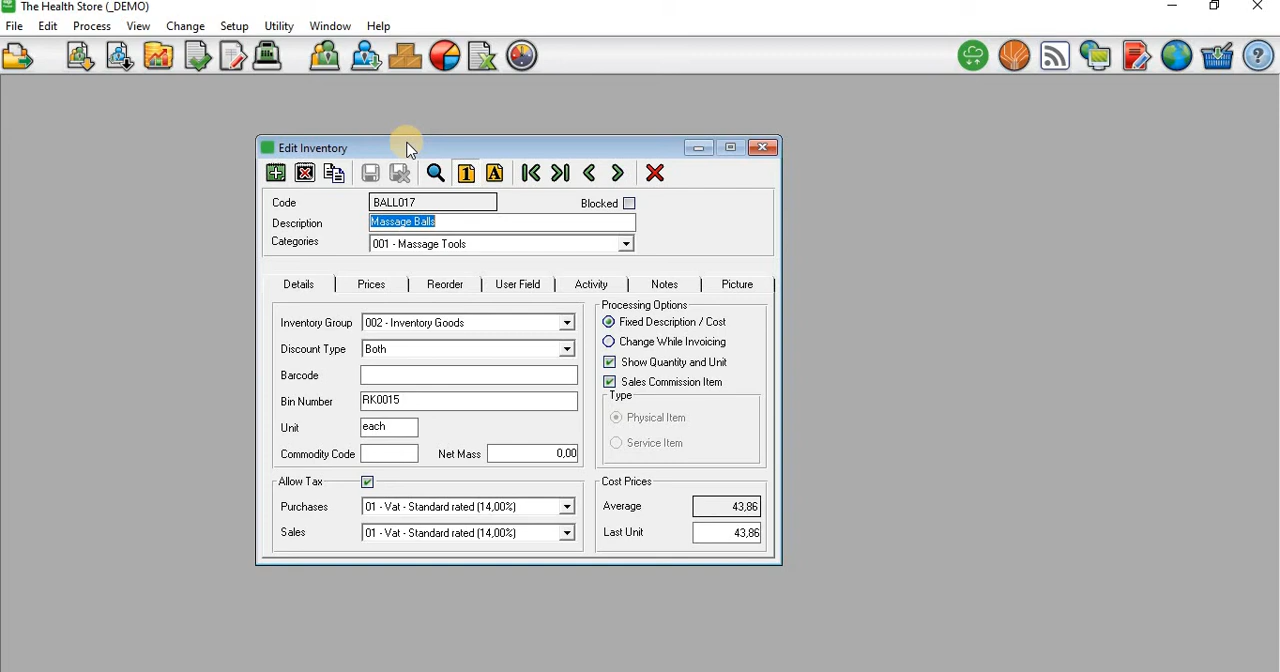 The Health Store (_DEMO)
File Edit Process View Change Setup Utility Window Help
Edit Inventory
1 A
Code BALL017 Blocked
Description Massage Balls
Categories 001 - Massage Tools
Details Prices Reorder User Field Activity Notes Picture
Inventory Group 002 - Inventory Goods
Discount Type Both
Barcode
Bin Number RK0015
Unit each
Commodity Code Net Mass 0,00
Allow Tax
Purchases 01 - Vat - Standard rated (14,00%)
Sales 01 - Vat - Standard rated (14,00%)
Processing Options
Fixed Description / Cost
Change While Invoicing
Show Quantity and Unit
Sales Commission Item
Type
Physical Item
Service Item
Cost Prices
Average 43,86
Last Unit 43,86